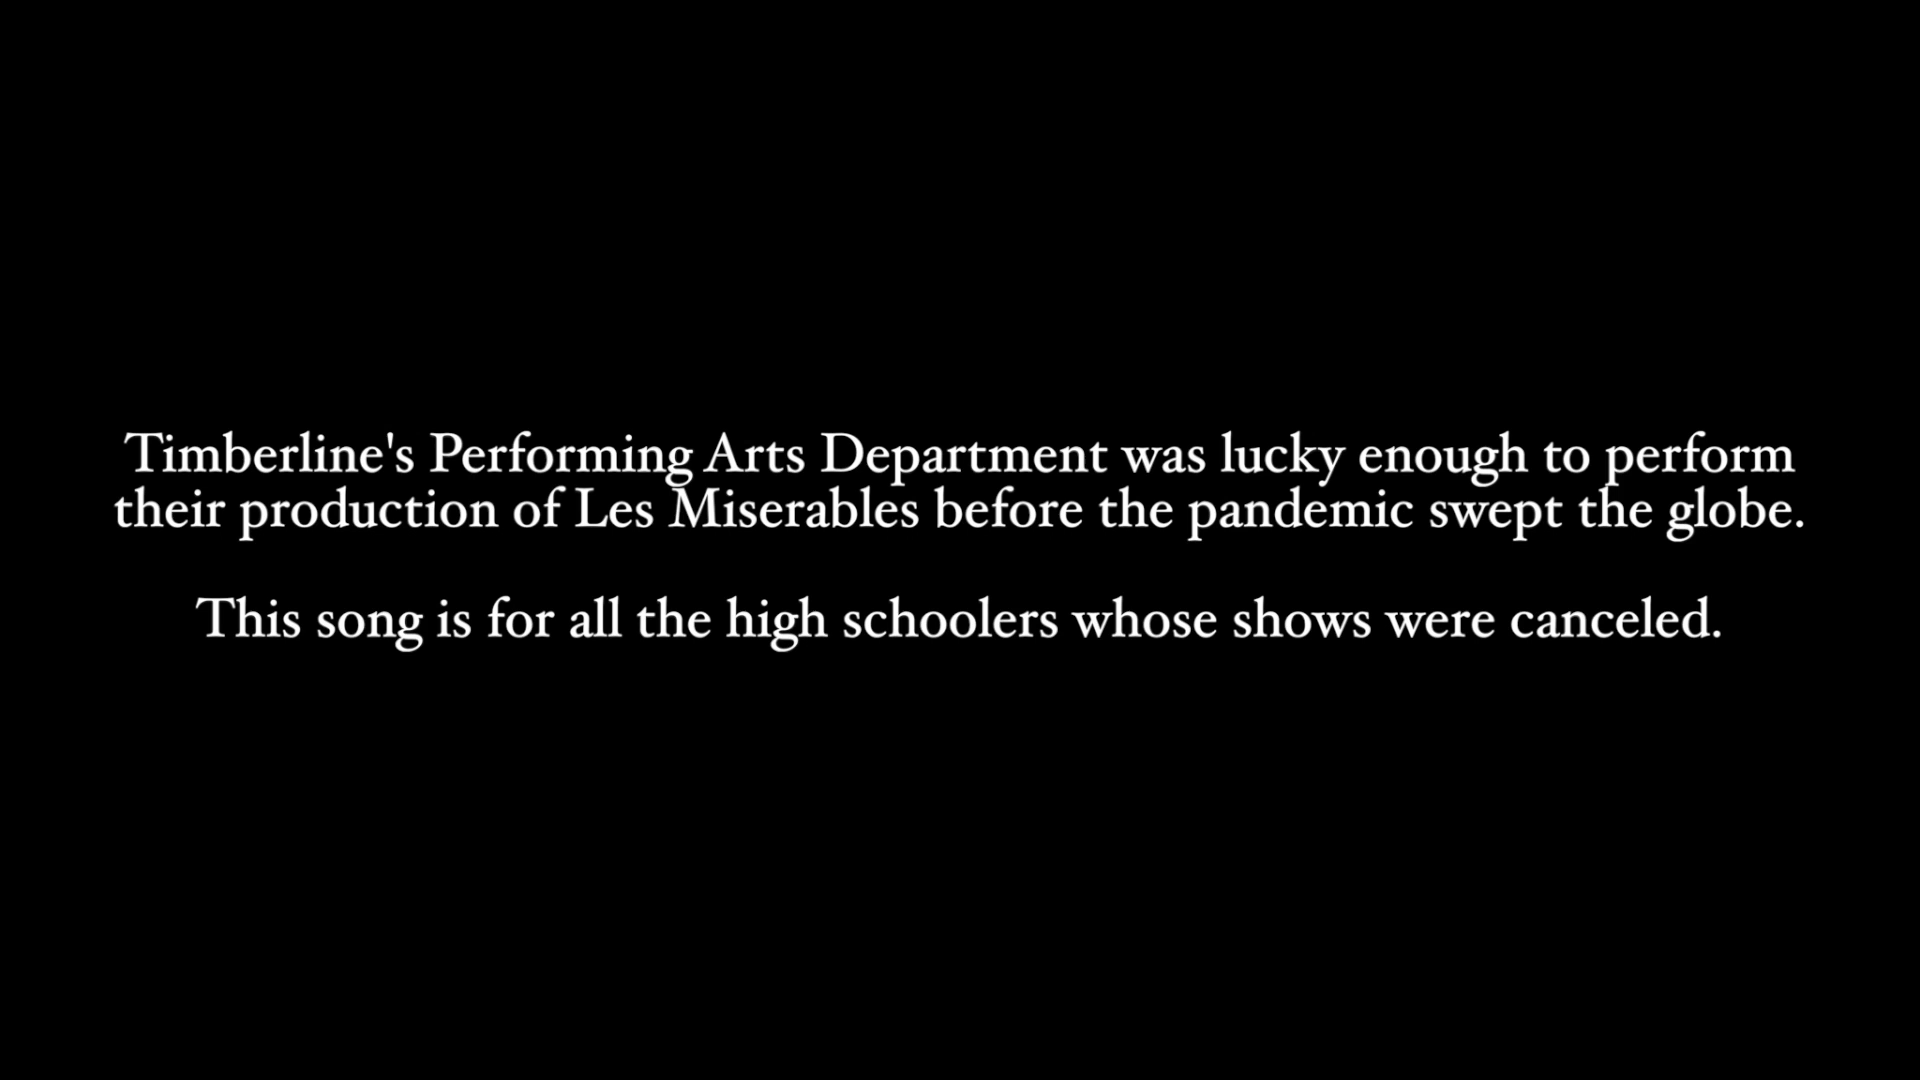 Timberline's Performing Arts Department was lucky enough to perform
their production of Les Miserables before the pandemic swept the globe.
This song is for all the high schoolers whose shows were canceled.